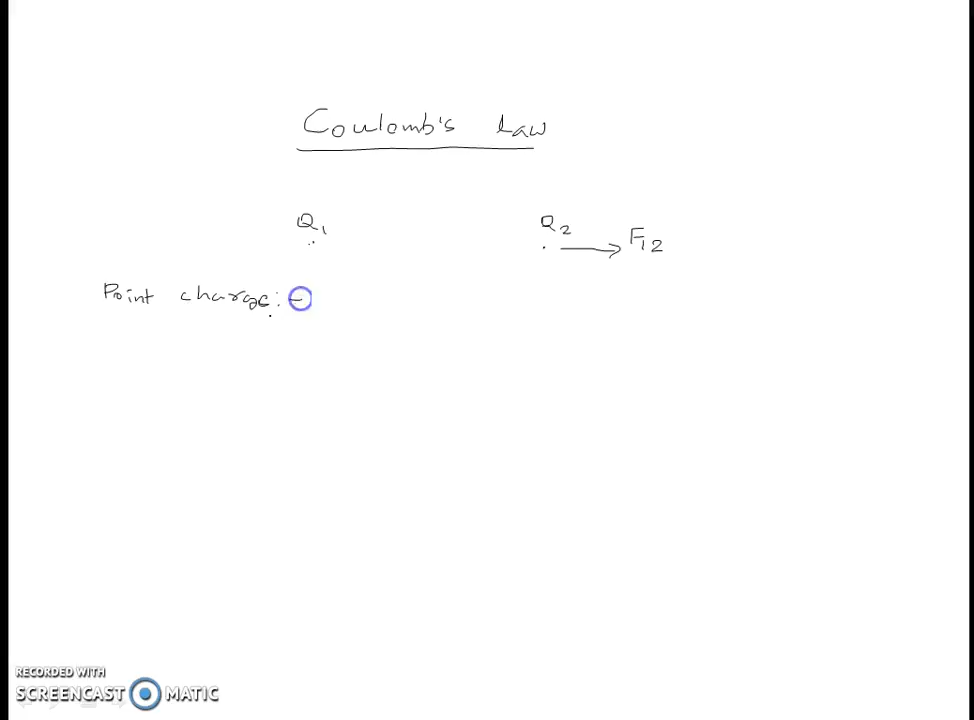 Coulomb's law
Q1 Q2 F12
Point charge:-
RECORDED WITH
SCREENCAST MATIC